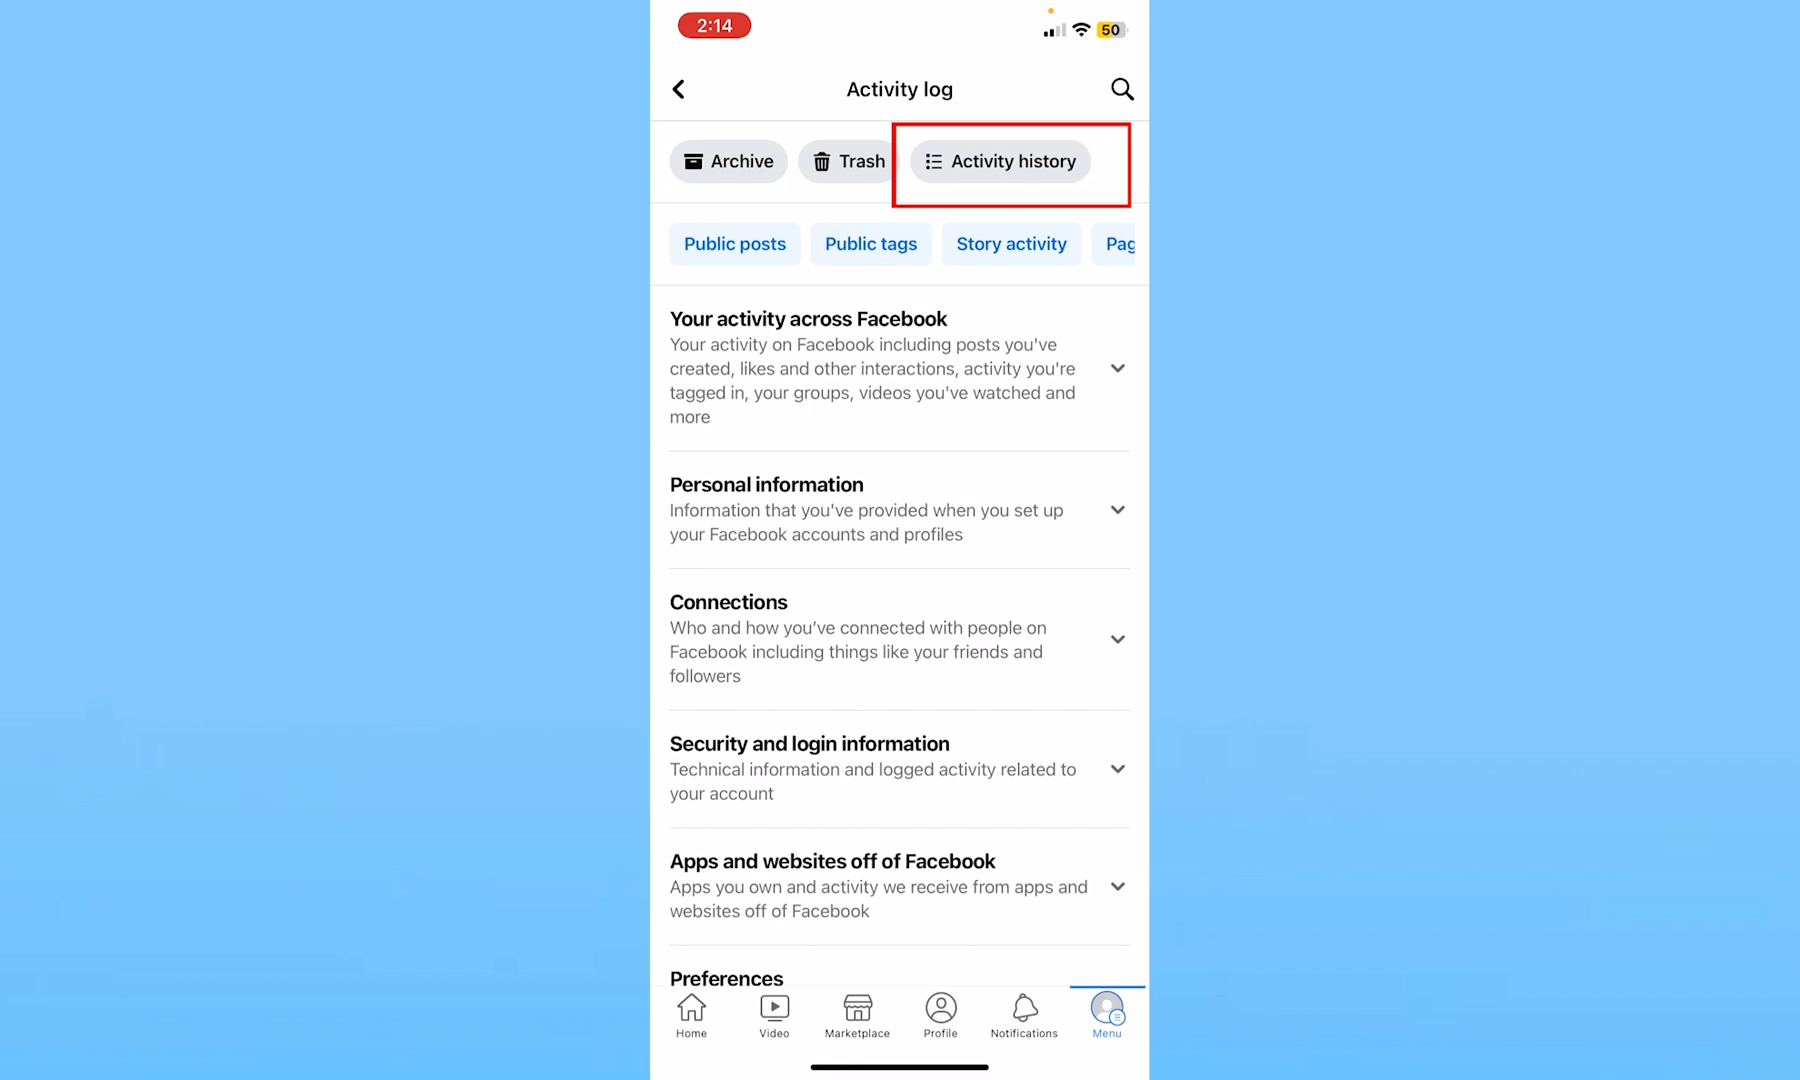 2:14
50
Activity log
Archive
Trash
Activity history
Public posts
Public tags
Story activity
Pag
Your activity across Facebook
Your activity on Facebook including posts you've
created, likes and other interactions, activity you're
tagged in, your groups, videos you've watched and
more
Personal information
Information that you've provided when you set up
your Facebook accounts and profiles
Connections
Who and how you’ve connected with people on
Facebook including things like your friends and
followers
Security and login information
Technical information and logged activity related to
your account
Apps and websites off of Facebook
Apps you own and activity we receive from apps and
websites off of Facebook
Preferences
Home
Video
Marketplace
Profile
Notifications
Menu